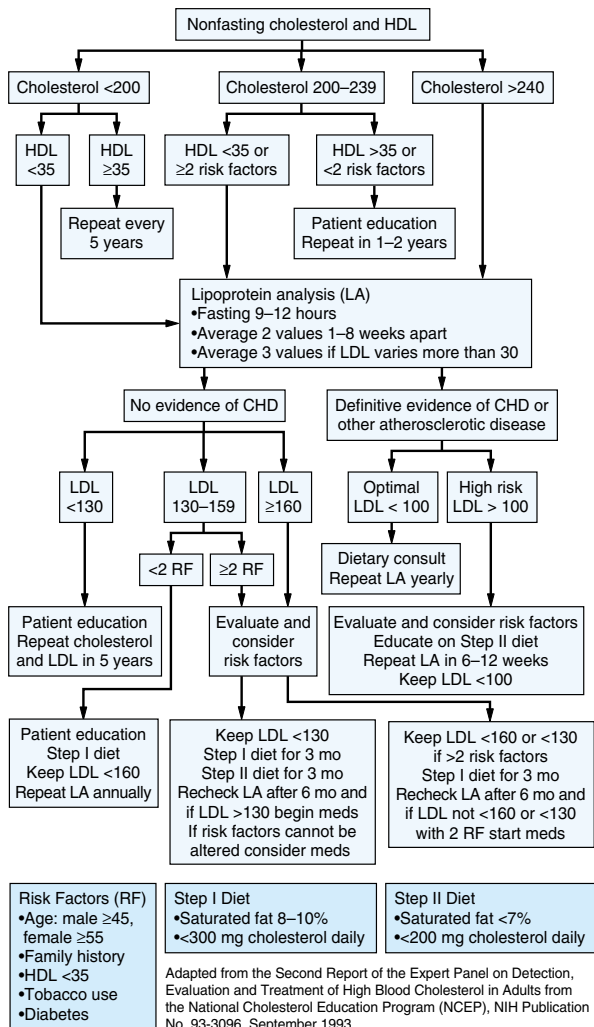 Nonfasting cholesterol and HDL
Cholesterol <200
Cholesterol 200–239
Cholesterol >240
HDL
<35
HDL
≥35
HDL <35 or
≥2 risk factors
HDL >35 or
<2 risk factors
Repeat every
5 years
Patient education
Repeat in 1–2 years
Lipoprotein analysis (LA)
•Fasting 9–12 hours
•Average 2 values 1–8 weeks apart
•Average 3 values if LDL varies more than 30
No evidence of CHD
Definitive evidence of CHD or
other atherosclerotic disease
LDL
<130
LDL
130–159
LDL
≥160
Optimal
LDL < 100
High risk
LDL > 100
<2 RF
≥2 RF
Dietary consult
Repeat LA yearly
Patient education
Repeat cholesterol
and LDL in 5 years
Evaluate and
consider
risk factors
Evaluate and consider risk factors
Educate on Step II diet
Repeat LA in 6–12 weeks
Keep LDL <100
Patient education
Step I diet
Keep LDL <160
Repeat LA annually
Keep LDL <130
Step I diet for 3 mo
Step II diet for 3 mo
Recheck LA after 6 mo and
if LDL >130 begin meds
If risk factors cannot be
altered consider meds
Keep LDL <160 or <130
if >2 risk factors
Step I diet for 3 mo
Recheck LA after 6 mo and
if LDL not <160 or <130
with 2 RF start meds
Risk Factors (RF)
•Age: male ≥45,
female ≥55
•Family history
•HDL <35
•Tobacco use
•Diabetes
Step I Diet
•Saturated fat 8–10%
•<300 mg cholesterol daily
Step II Diet
•Saturated fat <7%
•<200 mg cholesterol daily
Adapted from the Second Report of the Expert Panel on Detection,
Evaluation and Treatment of High Blood Cholesterol in Adults from
the National Cholesterol Education Program (NCEP), NIH Publication
No. 93-3096, September 1993